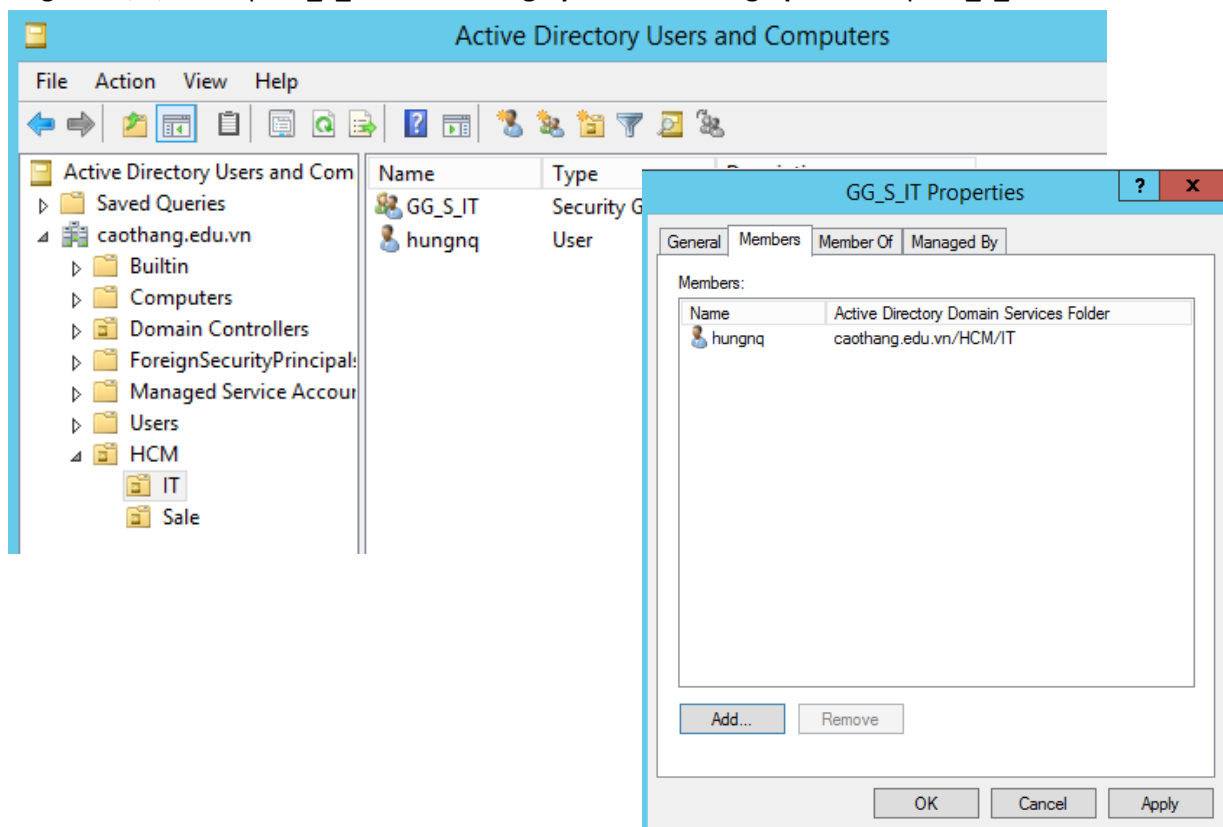 Active Directory Users and Computers
File Action View Help
Active Directory Users and Com
Saved Queries
caothang.edu.vn
Builtin
Computers
Domain Controllers
ForeignSecurityPrincipals
Managed Service Accour
Users
HCM
IT
Sale
Name Type
GG_S_IT Security G
hungnq User
GG_S_IT Properties
? x
General Members Member Of Managed By
Members:
Name Active Directory Domain Services Folder
hungnq caothang.edu.vn/HCM/IT
Add... Remove
OK Cancel Apply